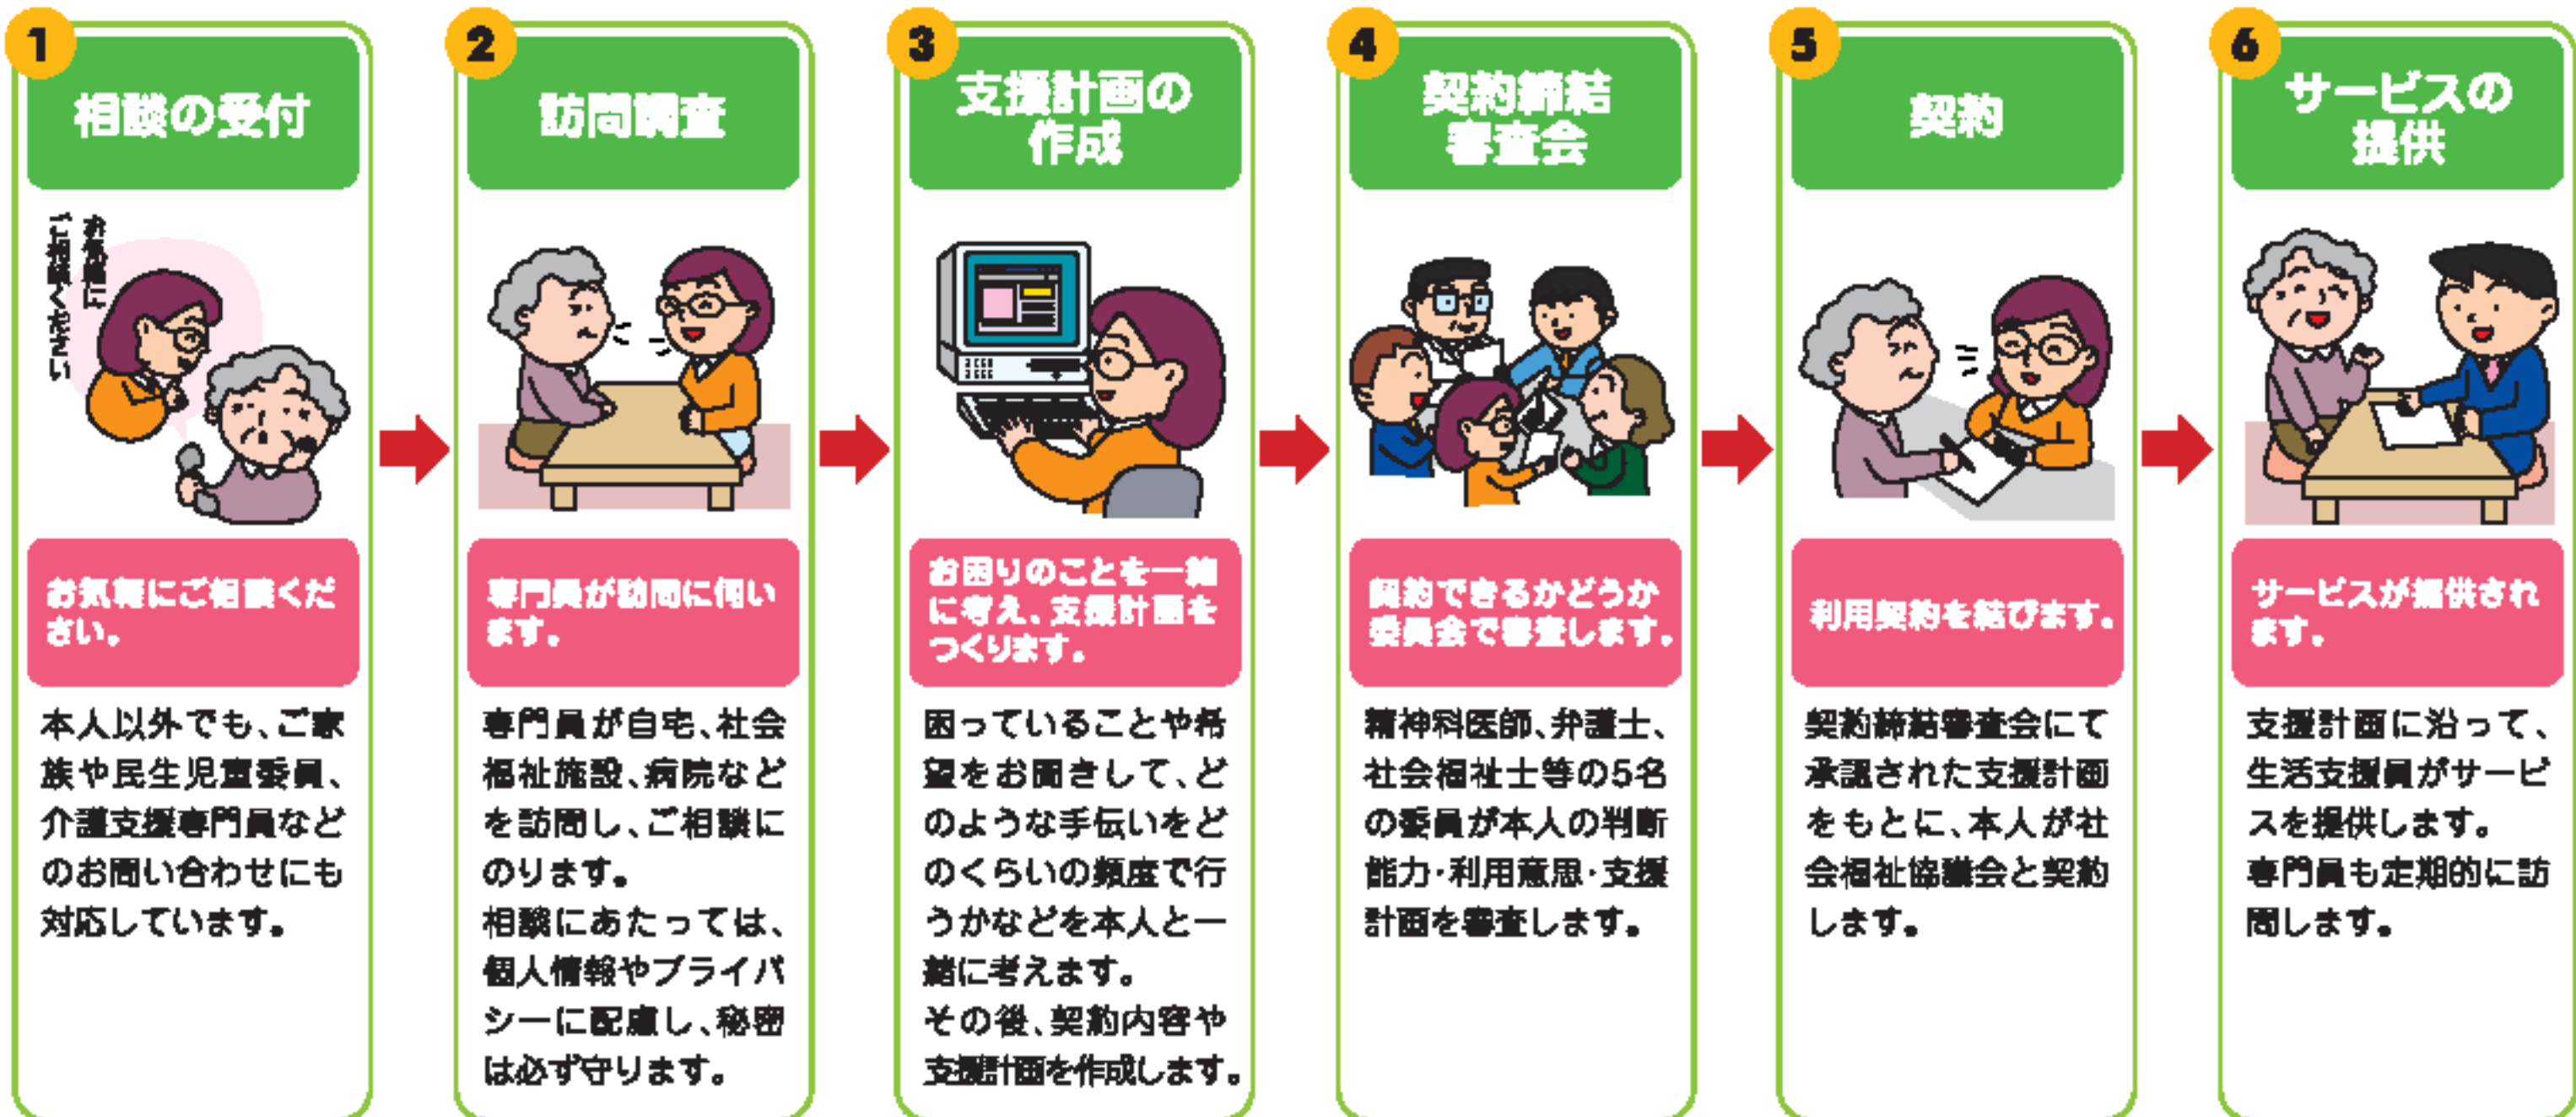 1
相談の受付
お気軽に
ご相談ください
お気軽にご相談くだ
さい。
本人以外でも、ご家
族や民生児童委員、
介護支援専門員など
のお問い合わせにも
対応しています。
2
訪問調査
専門員が訪問に伺い
ます。
専門員が自宅、社会
福祉施設、病院など
を訪問し、ご相談に
のります。
相談にあたっては、
個人情報やプライバ
シーに配慮し、秘密
は必ず守ります。
3
支援計画の
作成
お困りのことを一緒
に考え、支援計画を
つくります。
困っていることや希
望をお聞きして、ど
のような手伝いをど
のくらいの頻度で行
うかなどを本人と一
緒に考えます。
その後、契約内容や
支援計画を作成します。
4
契約締結
審査会
契約できるかどうか
委員会で審査します。
精神科医師、弁護士、
社会福祉士等の5名
の委員が本人の判断
能力・利用意思・支援
計画を審査します。
5
契約
利用契約を結びます。
契約締結審査会にて
承認された支援計画
をもとに、本人が社
会福祉協議会と契約
します。
6
サービスの
提供
サービスが提供され
ます。
支援計画に沿って、
生活支援員がサービ
スを提供します。
専門員も定期的に訪
問します。